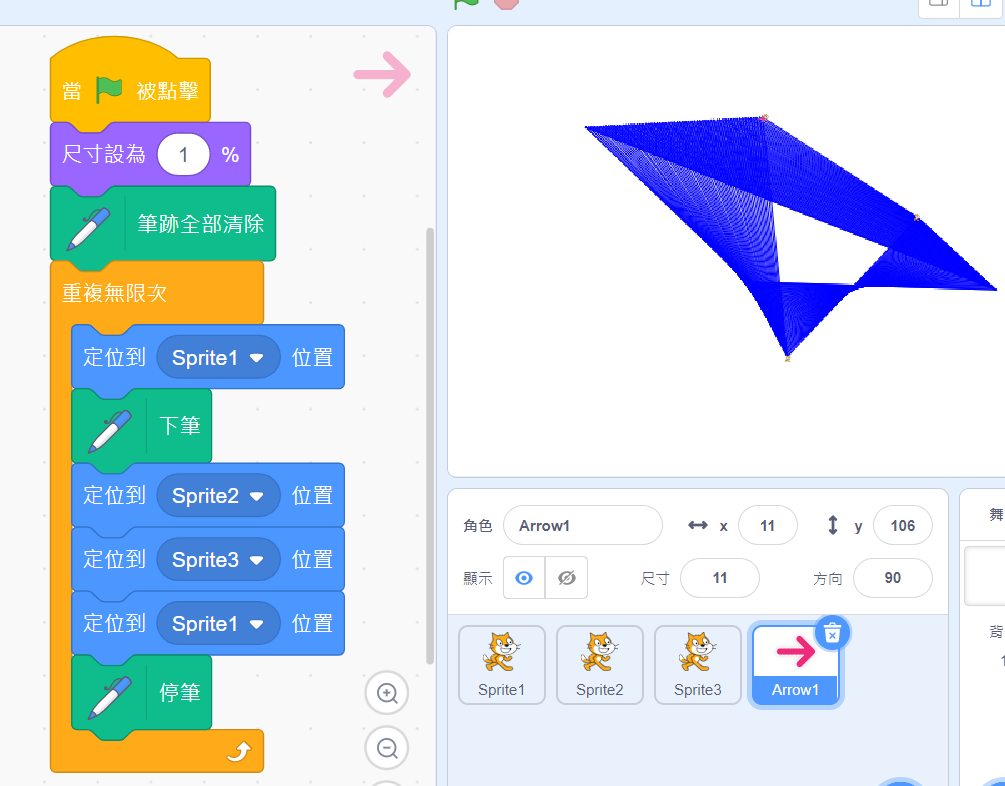 當 被點擊
尺寸設為 1 %
筆跡全部清除
重複無限次
定位到 Sprite1 位置
下筆
定位到 Sprite2 位置
定位到 Sprite3 位置
定位到 Sprite1 位置
停筆
角色 Arrow1 x 11 y 106
顯示 尺寸 11 方向 90
Sprite1 Sprite2 Sprite3 Arrow1
舞
背